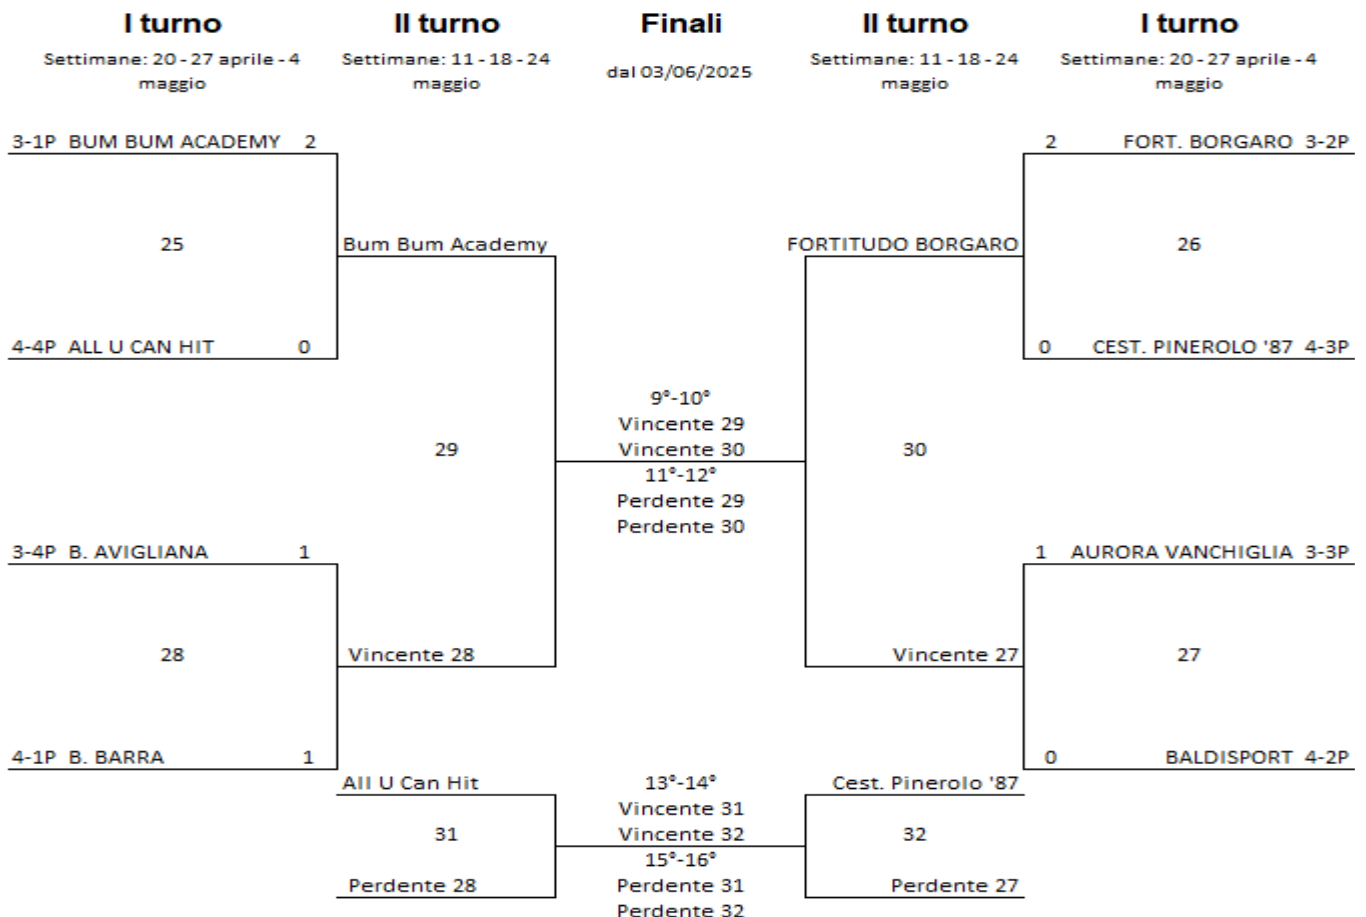 I turno II turno Finali II turno I turno
Settimane: 20 - 27 aprile - 4 Settimane: 11 - 18 - 24 Settimane: 11 - 18 - 24 Settimane: 20 - 27 aprile - 4
dal 03/06/2025
maggio maggio maggio maggio
3-1P BUM BUM ACADEMY 2 2 FORT. BORGARO 3-2P
25 Bum Bum Academy FORTITUDO BORGARO 26
4-4P ALL U CAN HIT 0 0 CEST. PINEROLO '87 4-3P
9°-10°
Vincente 29
29 Vincente 30 30
11°-12°
Perdente 29
Perdente 30
3-4P B. AVIGLIANA 1 1 AURORA VANCHIGLIA 3-3P
28 Vincente 28 Vincente 27 27
4-1P B. BARRA 1 0 BALDISPORT 4-2P
All U Can Hit 13°-14° Cest. Pinerolo '87
Vincente 31
31 Vincente 32 32
15°-16°
Perdente 28 Perdente 31 Perdente 27
Perdente 32